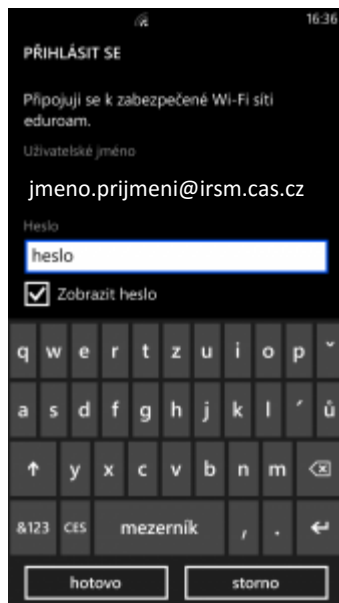 16:36
PŘIHLÁSIT SE
Připojuji se k zabezpečené Wi-Fi síti
eduroam.
Uživatelské jméno
jmeno.prijmeni@irsm.cas.cz
Heslo
heslo
Zobrazit heslo
q w e r t z u i o p ˇ
a s d f g h j k l ´ ů
y x c v b n m
&123 CES mezerník , .
hotovo storno